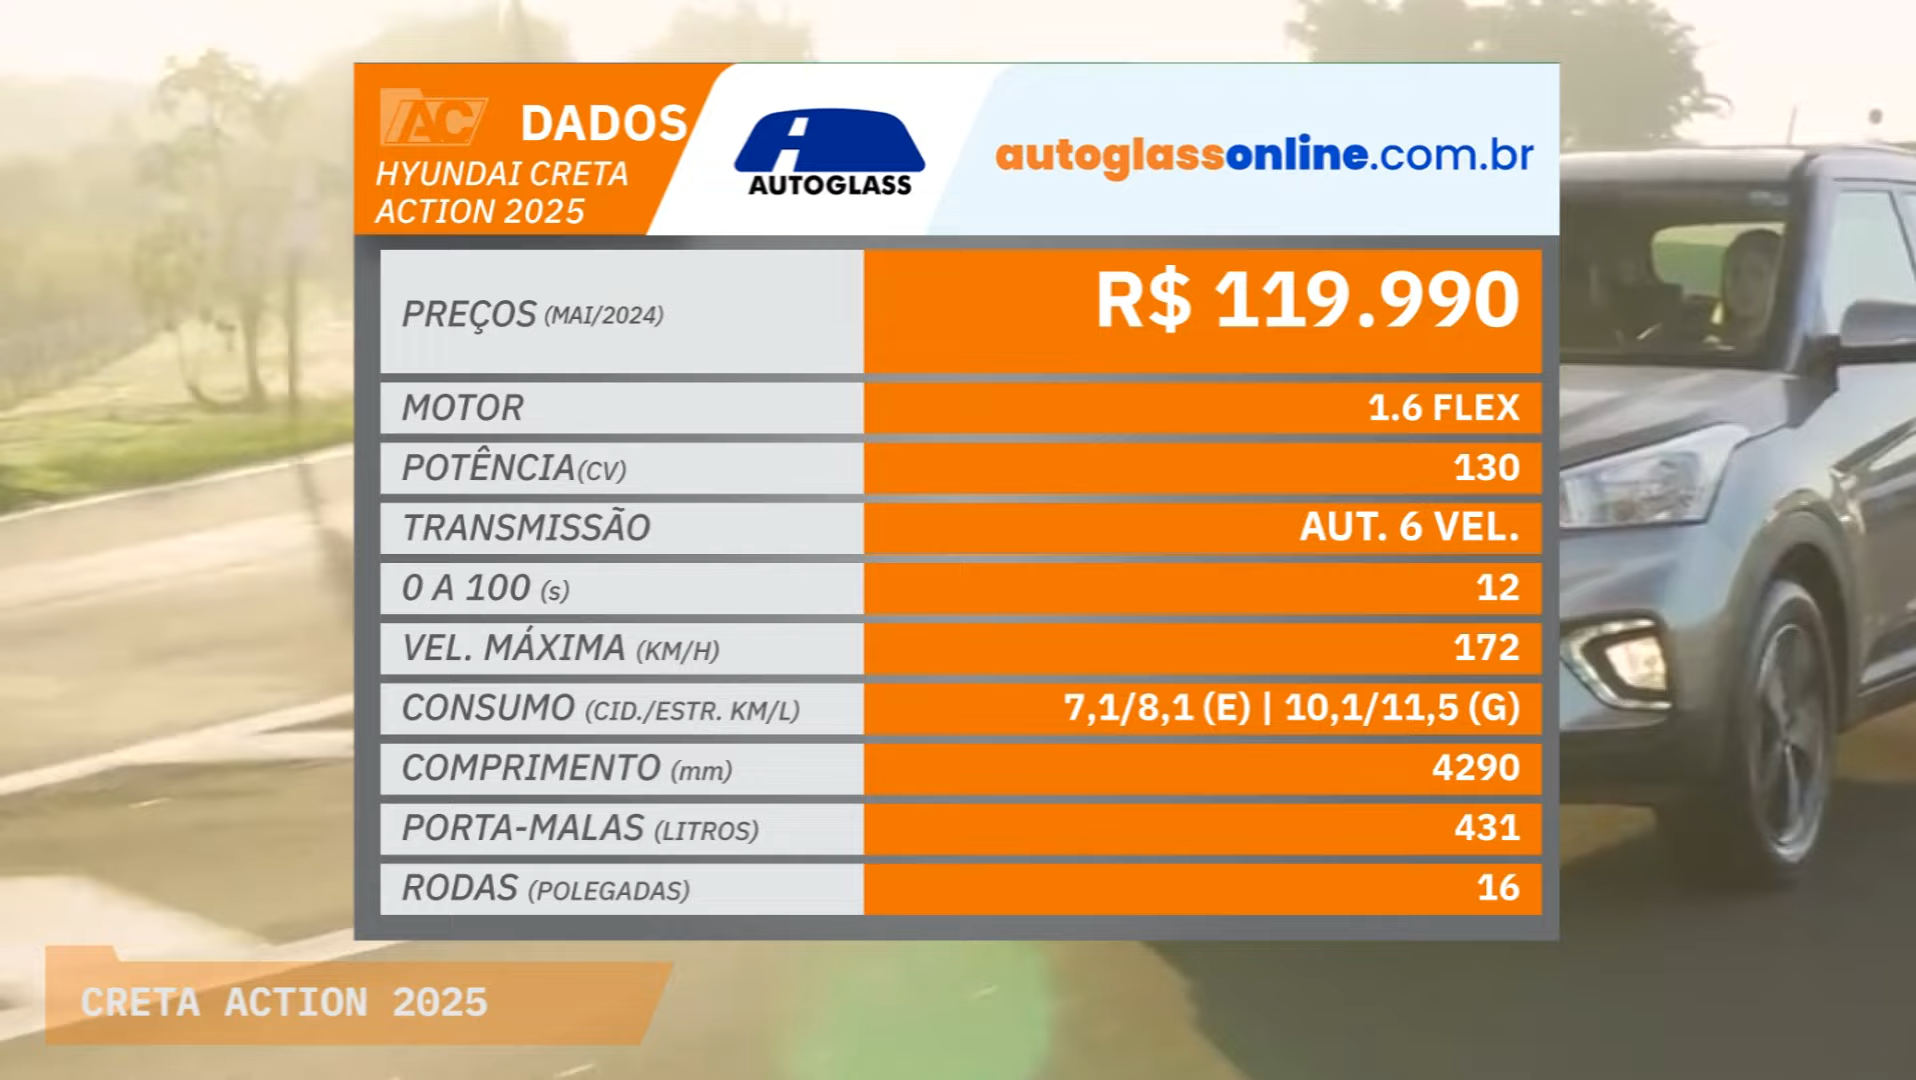 AC DADOS
HYUNDAI CRETA
ACTION 2025
AUTOGLASS
autoglassonline.com.br
PREÇOS (MAI/2024) R$ 119.990
MOTOR 1.6 FLEX
POTÊNCIA(CV) 130
TRANSMISSÃO AUT. 6 VEL.
0 A 100 (s) 12
VEL. MÁXIMA (KM/H) 172
CONSUMO (CID./ESTR. KM/L) 7,1/8,1 (E) | 10,1/11,5 (G)
COMPRIMENTO (mm) 4290
PORTA-MALAS (LITROS) 431
RODAS (POLEGADAS) 16
CRETA ACTION 2025